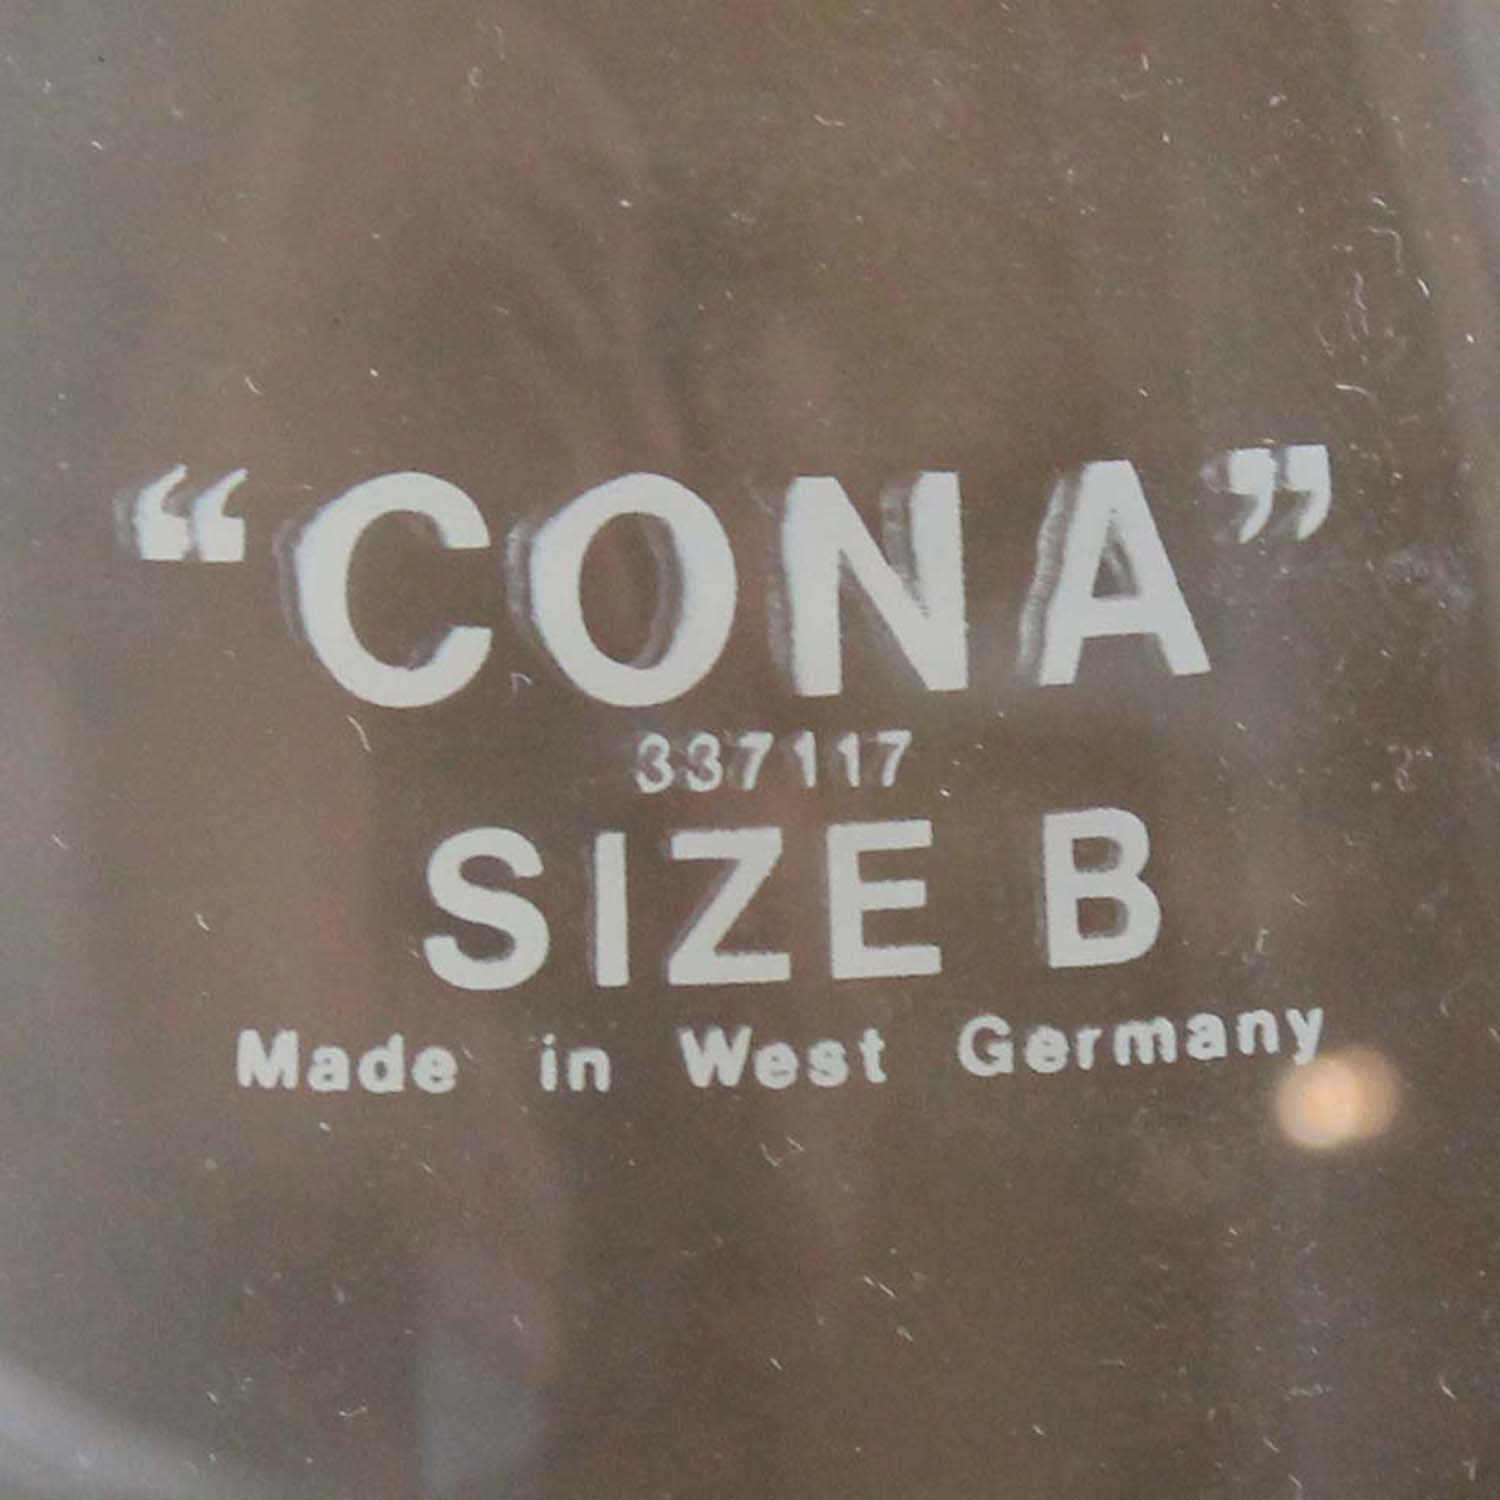 “CONA”
337117
SIZE B
Made in West Germany